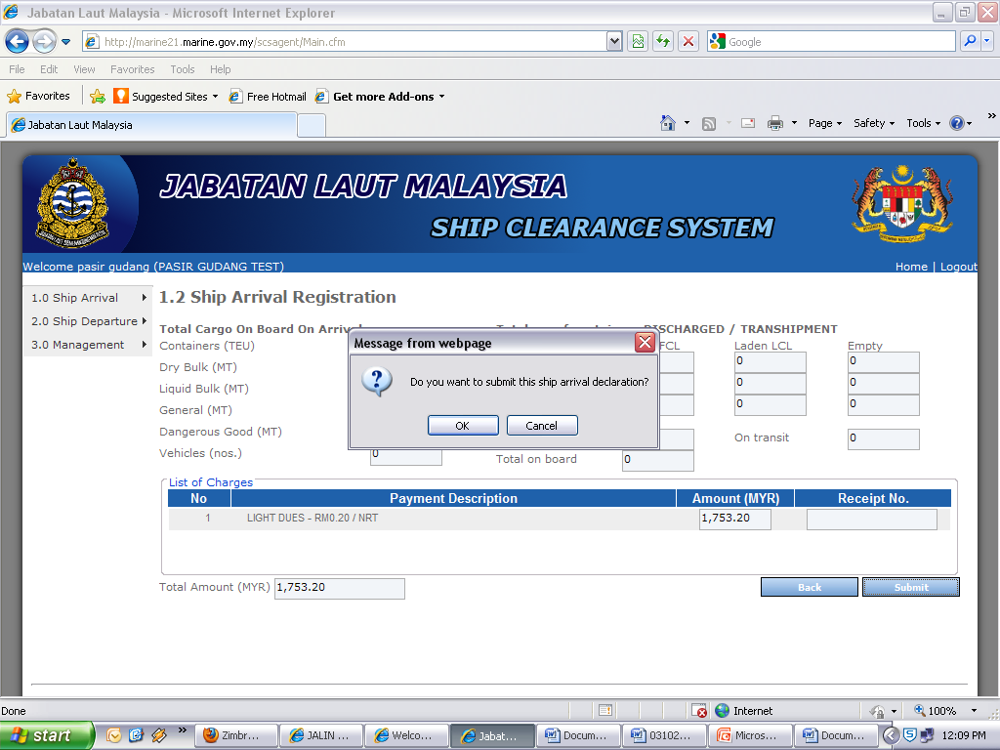 Jabatan Laut Malaysia - Microsoft Internet Explorer
http://marine21.marine.gov.my/scsagent/Main.cfm
Google
File Edit View Favorites Tools Help
Favorites Suggested Sites Free Hotmail Get more Add-ons
Jabatan Laut Malaysia
Page Safety Tools
JABATAN LAUT MALAYSIA
SHIP CLEARANCE SYSTEM
Welcome pasir gudang (PASIR GUDANG TEST)
Home | Logout
1.0 Ship Arrival
2.0 Ship Departure
3.0 Management
1.2 Ship Arrival Registration
Total Cargo On Board On DISCHARGED / TRANSHIPMENT
Containers (TEU) FCL Laden LCL Empty
0 0
Dry Bulk (MT)
0 0
Liquid Bulk (MT)
General (MT) 0 0
Dangerous Good (MT) On transit 0
Vehicles (nos.) 0 Total on board 0
Message from webpage
Do you want to submit this ship arrival declaration?
OK Cancel
List of Charges
No Payment Description Amount (MYR) Receipt No.
1 LIGHT DUES - RM0.20 / NRT 1,753.20
Total Amount (MYR) 1,753.20 Back Submit
Done Internet 100%
start Zimbr... JALIN ... Welco... Jabat... Docum... 03102... Micros... Docum... 12:09 PM